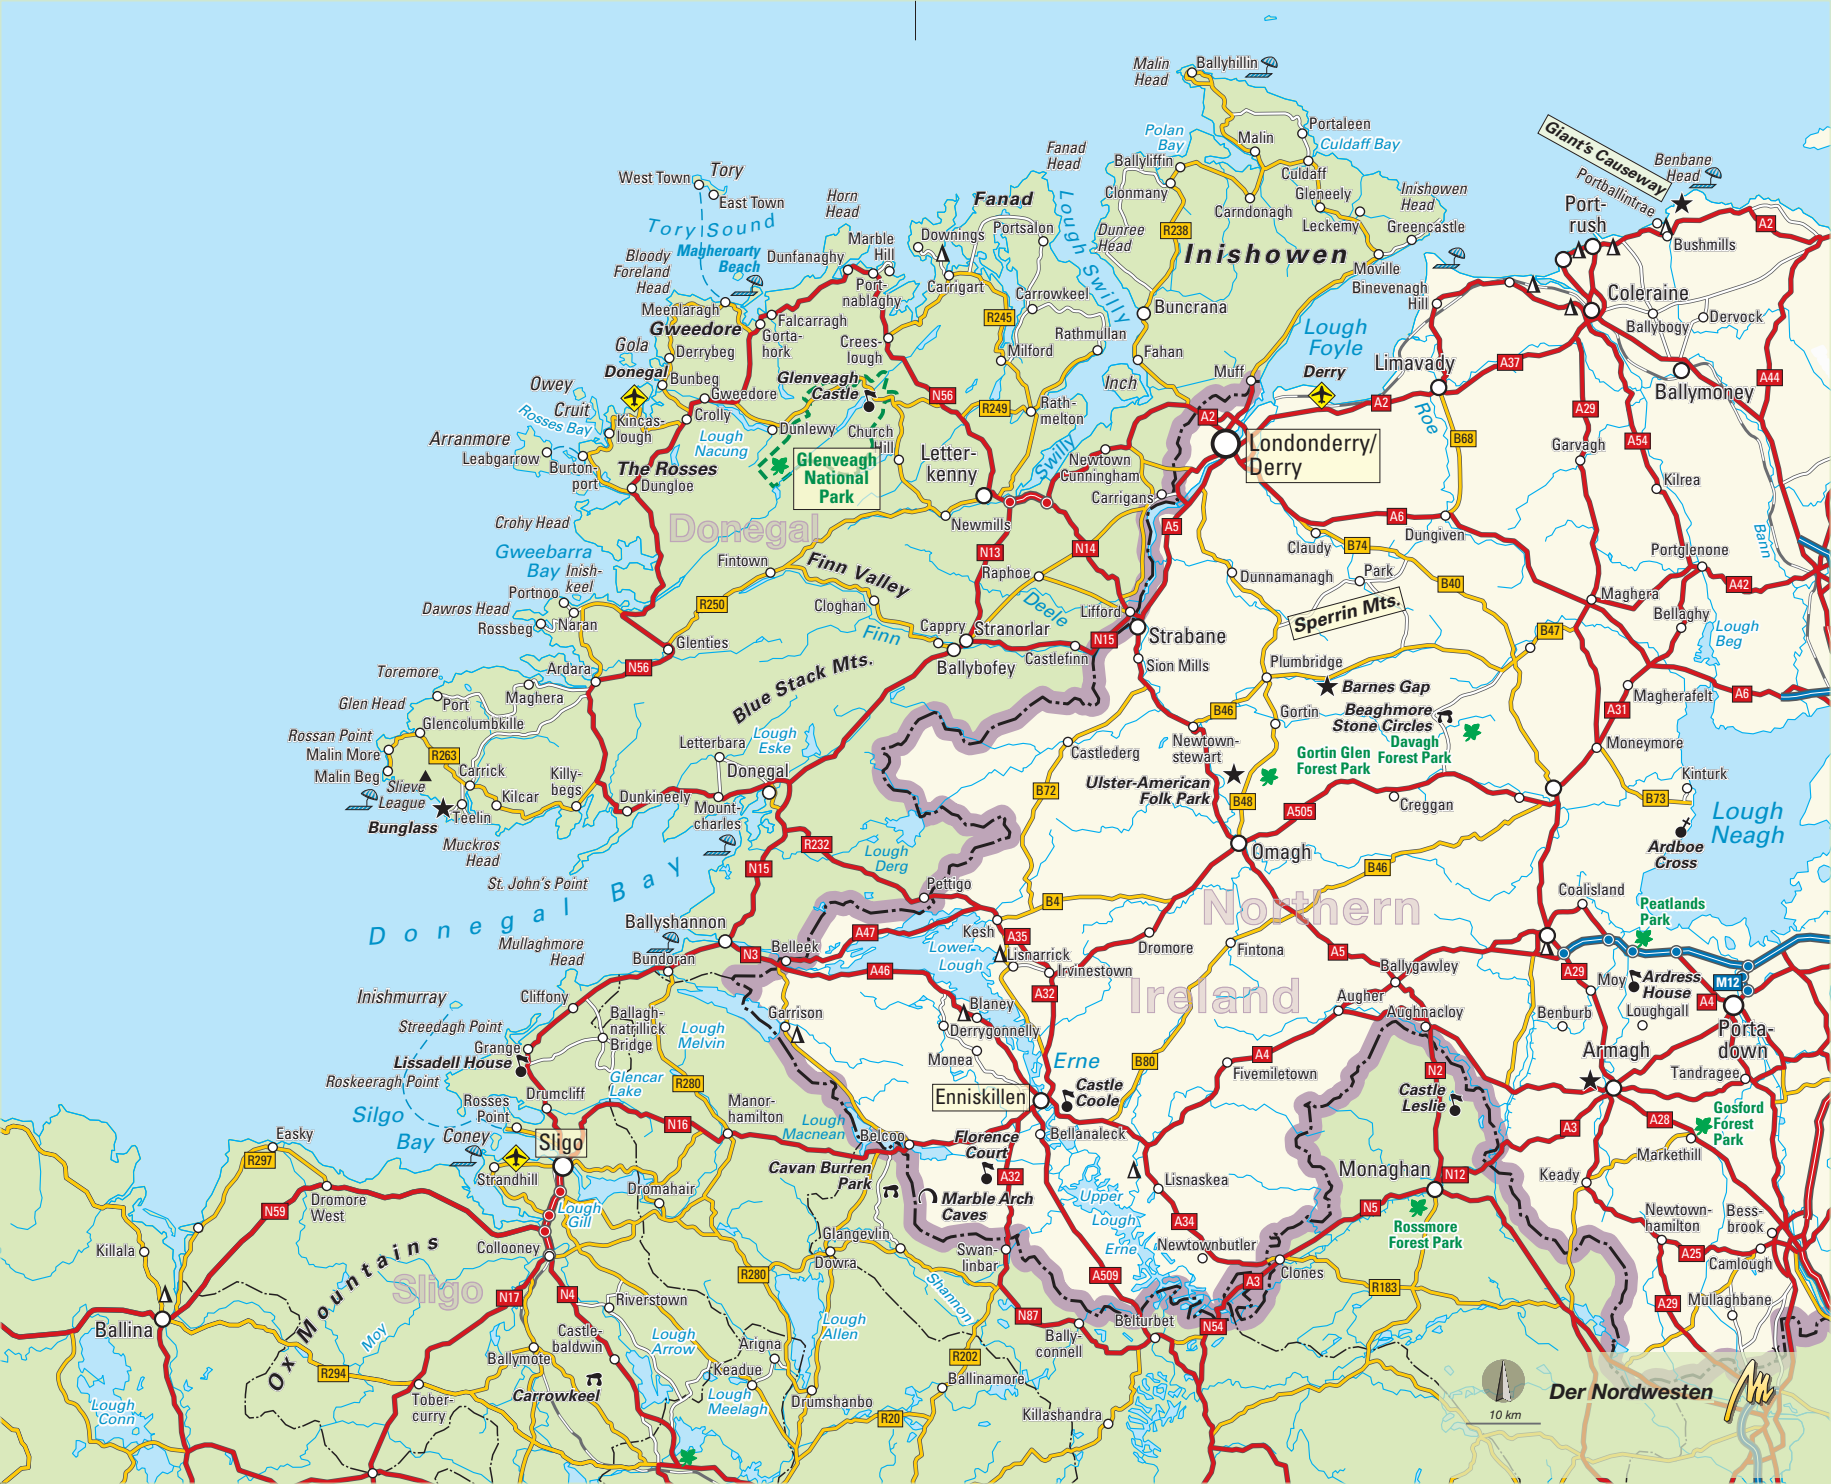 Malin
Head
Ballyhillin
Portaleen
Polan
Bay
Malin
Culdaff Bay
Ballyliffin
Culdaff
Clonmany
Gleneely
Inishowen
Head
Carndonagh
Leckemy
Greencastle
R238
Dunree
Head
Inishowen
Moville
Giant's Causeway
Benbane
Head
Portballintrae
Port-
rush
Bushmills
A2
Binevenagh
Hill
Coleraine
Ballybogy
Dervock
Fanad
Head
Tory
West Town
East Town
Tory Sound
Horn
Head
Fanad
Portsalon
Lough Swilly
Downings
Marble
Hill
Bloody
Foreland
Head
Magheroarty
Beach
Dunfanaghy
Port-
nablaghy
Carrigart
Carrowkeel
Buncrana
Meenlaragh
Gweedore
Falcarragh
Gorta-
hork
R245
Rathmullan
Gola
Derrybeg
Crees-
lough
Milford
Fahan
Lough
Foyle
Donegal
Bunbeg
Glenveagh
Castle
Inch
Muff
Derry
Limavady
A37
Owey
Cruit
Gweedore
N56
R249
Rath-
melton
A2
A2
Ballymoney
A44
Rosses Bay
Kincas-
lough
Crolly
Dunlewy
Church
Hill
Roe
A29
Arranmore
Leabgarrow
Lough
Nacung
Glenveagh
National
Park
Letter-
kenny
Swilly
Newtown
Cunningham
Londonderry/
Derry
B68
Garvagh
A54
Burton-
port
The Rosses
Dungloe
Carrigans
Kilrea
Crohy Head
Donegal
Newmills
A5
A6
Dungiven
Bann
Gweebarra
Bay
Inish-
keel
Fintown
Finn Valley
N13
N14
Claudy
B74
Portglenone
Portnoo
Raphoe
Dunnamanagh
Park
B40
A42
Dawros Head
Naran
Rossbeg
R250
Cloghan
Deele
Lifford
Sperrin Mts.
Maghera
Bellaghy
Cappry
Finn
Stranorlar
N15
Strabane
B47
Lough
Beg
Glenties
Ballybofey
Castlefinn
Sion Mills
Plumbridge
Toremore
Ardara
N56
Blue Stack Mts.
Barnes Gap
Magherafelt
A6
Glen Head
Port
Maghera
Beaghmore
Stone Circles
A31
Glencolumbkille
B46
Gortin
Rossan Point
Malin More
R263
Letterbara
Lough
Eske
Newtown-
stewart
Castlederg
Gortin Glen
Forest Park
Davagh
Forest Park
Moneymore
Malin Beg
Carrick
Killy-
begs
Donegal
Ulster-American
Folk Park
Kinturk
Slieve
League
Kilcar
Dunkineely
Mount-
charles
B72
B48
A505
Creggan
B73
Lough
Neagh
Bunglass
Teelin
Muckros
Head
R232
Lough
Derg
Omagh
Ardboe
Cross
St. John's Point
N15
B46
Donegal Bay
Pettigo
B4
Northern
Ireland
Coalisland
Peatlands
Park
Ballyshannon
Mullaghmore
Head
Bundoran
N3
Belleek
A47
Kesh
A35
Dromore
Fintona
A5
A46
Lower
Lough
Lisnarrick
Irvinestown
Ballygawley
A29
Moy
Ardress
House
M12
A4
Inishmurray
Cliffony
A32
Augher
Benburb
Loughgall
Streedagh Point
Ballagh-
natrillick
Bridge
Garrison
Blaney
Derrygonnelly
Aughnacloy
Porta-
down
Lough
Melvin
Grange
Lissadell House
Monea
Erne
B80
A4
Armagh
Roskeeragh Point
Glencar
Lake
R280
Fivemiletown
N2
Castle
Leslie
Tandragee
Drumcliff
Enniskillen
Castle
Coole
Gosford
Forest
Park
Silgo
Bay
Rosses
Point
Manor-
hamilton
N16
Lough
Macnean
Belcoo
Florence
Court
Bellanaleck
A28
A3
Markethill
Coney
Sligo
Easky
R297
Strandhill
Cavan Burren
Park
A32
Lisnaskea
Monaghan
N12
Keady
Dromahair
Marble Arch
Caves
Upper
Lough
Erne
N59
Dromore
West
Lough
Gill
N5
A34
Rossmore
Forest Park
Newtown-
hamilton
Bess-
brook
Killala
Collooney
Glangevlin
Dowra
Swan-
linbar
Newtownbutler
Clones
A25
Camlough
Ox Mountains
Sligo
R280
A509
A3
R183
N17
N4
Riverstown
Shannon
N87
A29
Mullaghbane
Ballina
Moy
Castle-
baldwin
Lough
Arrow
Lough
Allen
Bally-
connell
Belturbet
N54
R294
Ballymote
Arigna
R202
Carrowkeel
Keadue
Ballinamore
Der Nordwesten
Lough
Conn
Tober-
curry
Lough
Meelagh
Drumshanbo
R20
Killashandra
10 km